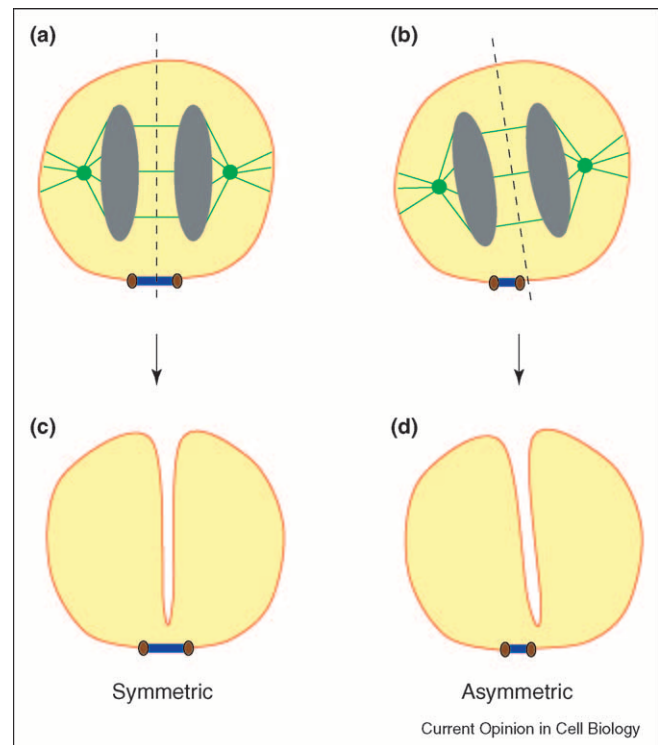 (a)
(b)
(c)
(d)
Symmetric
Asymmetric
Current Opinion in Cell Biology